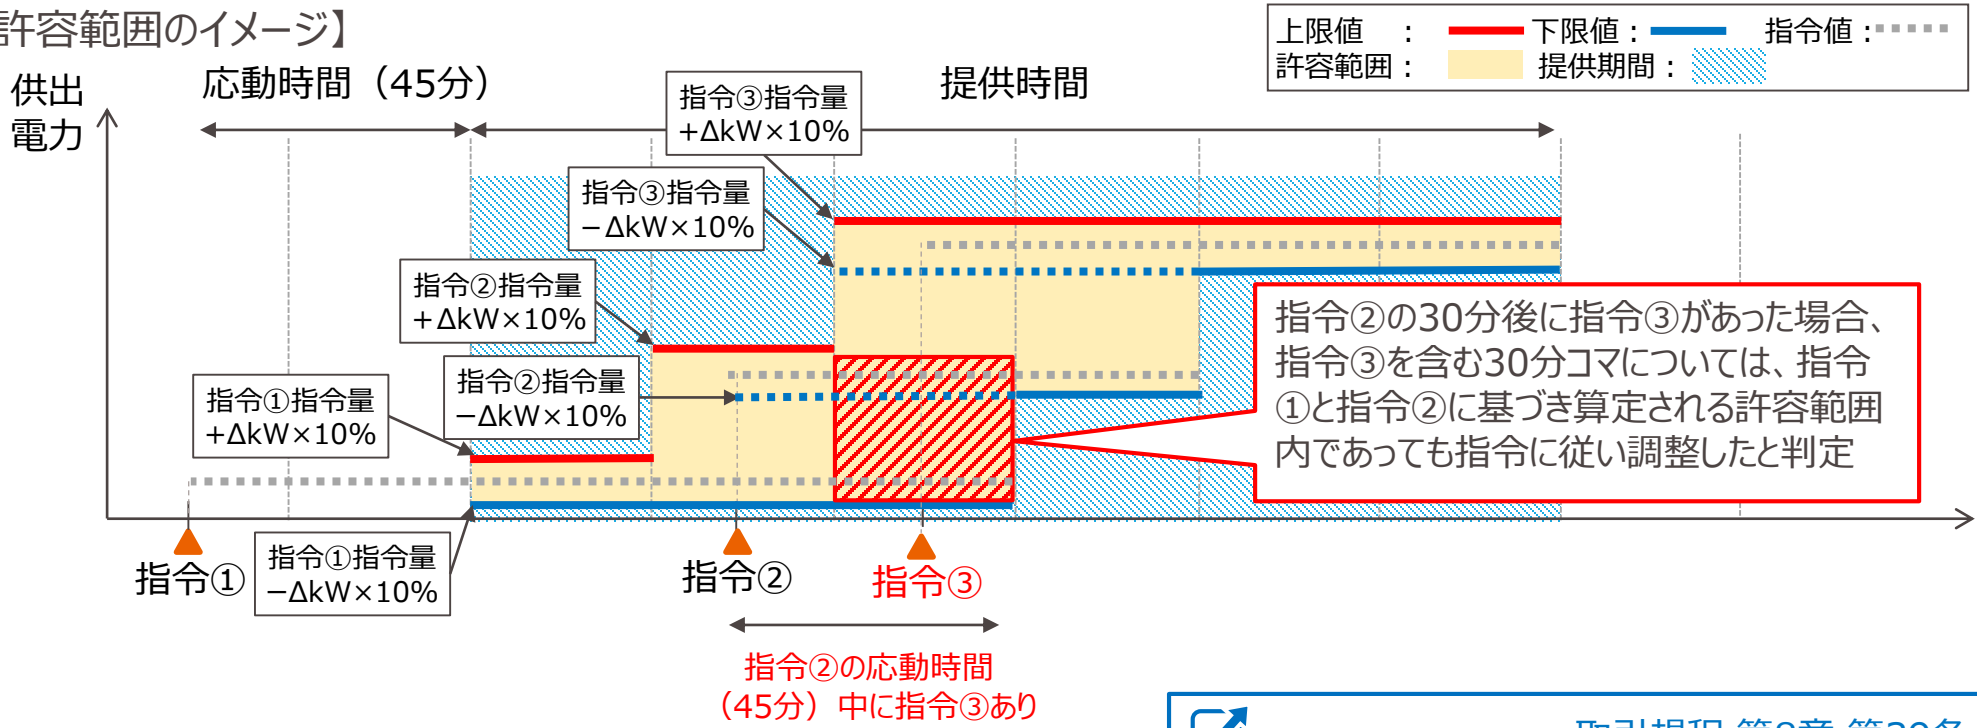 許容範囲のイメージ】
上限値 : 下限値: 指令値:
許容範囲: 提供期間:
供出
電力
応動時間(45分)
提供時間
指令③指令量
+ΔkW×10%
指令③指令量
-ΔkW×10%
指令②指令量
+ΔkW×10%
指令②指令量
-ΔkW×10%
指令①指令量
+ΔkW×10%
指令①指令量
-ΔkW×10%
指令②の30分後に指令③があった場合、
指令③を含む30分コマについては、指令
①と指令②に基づき算定される許容範囲
内であっても指令に従い調整したと判定
指令①
指令②
指令③
指令②の応動時間
(45分)中に指令③あり